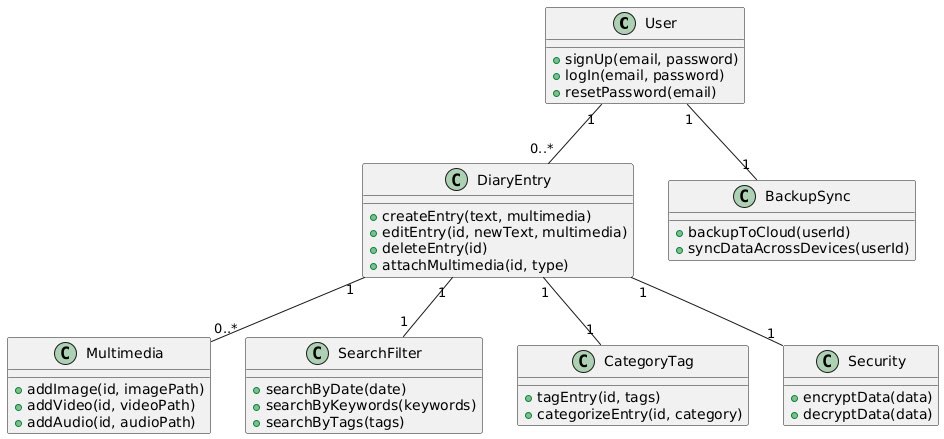 C User
+signUp(email, password)
+logIn(email, password)
+resetPassword(email)
1
1
0..*
1
C DiaryEntry
createEntry(text, multimedia)
editEntry(id, newText, multimedia)
deleteEntry(id)
attachMultimedia(id, type)
C BackupSync
backupToCloud(userId)
syncDataAcrossDevices(userId)
1
1
1
1
0..*
1
1
1
C Multimedia
addImage(id, imagePath)
addVideo(id, videoPath)
addAudio(id, audioPath)
C SearchFilter
searchByDate(date)
searchByKeywords(keywords)
searchByTags(tags)
C CategoryTag
tagEntry(id, tags)
categorizeEntry(id, category)
C Security
encryptData(data)
decryptData(data)